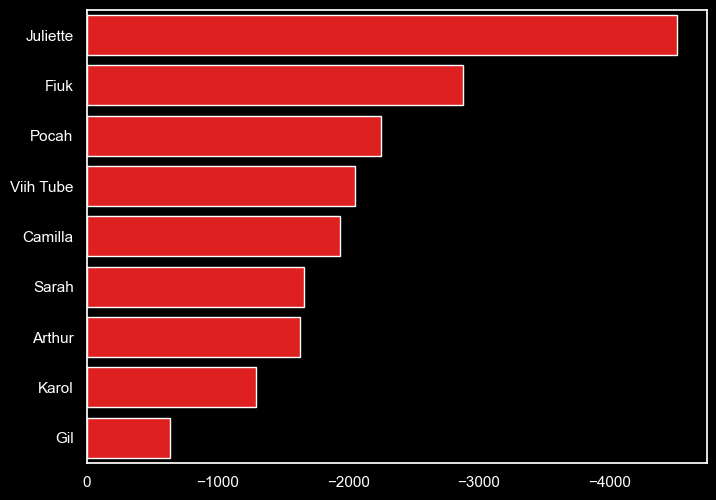 Juliette
Fiuk
Pocah
Viih Tube
Camilla
Sarah
Arthur
Karol
Gil
0 −1000 −2000 −3000 −4000